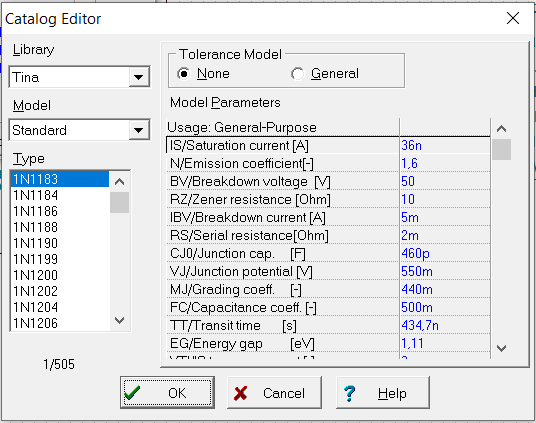 Catalog Editor
Library
Tina
Model
Standard
Type
1N1183
1N1184
1N1186
1N1188
1N1190
1N1199
1N1200
1N1202
1N1204
1N1206
1/505
Tolerance Model
None
General
Model Parameters
Usage: General-Purpose
IS/Saturation current [A] 36n
N/Emission coefficient[-] 1,6
BV/Breakdown voltage [V] 50
RZ/Zener resistance [Ohm] 10
IBV/Breakdown current [A] 5m
RS/Serial resistance[Ohm] 2m
CJ0/Junction cap. [F] 460p
VJ/Junction potential [V] 550m
MJ/Grading coeff. [-] 440m
FC/Capacitance coeff. [-] 500m
TT/Transit time [s] 434,7n
EG/Energy gap [eV] 1,11
OK
Cancel
? Help